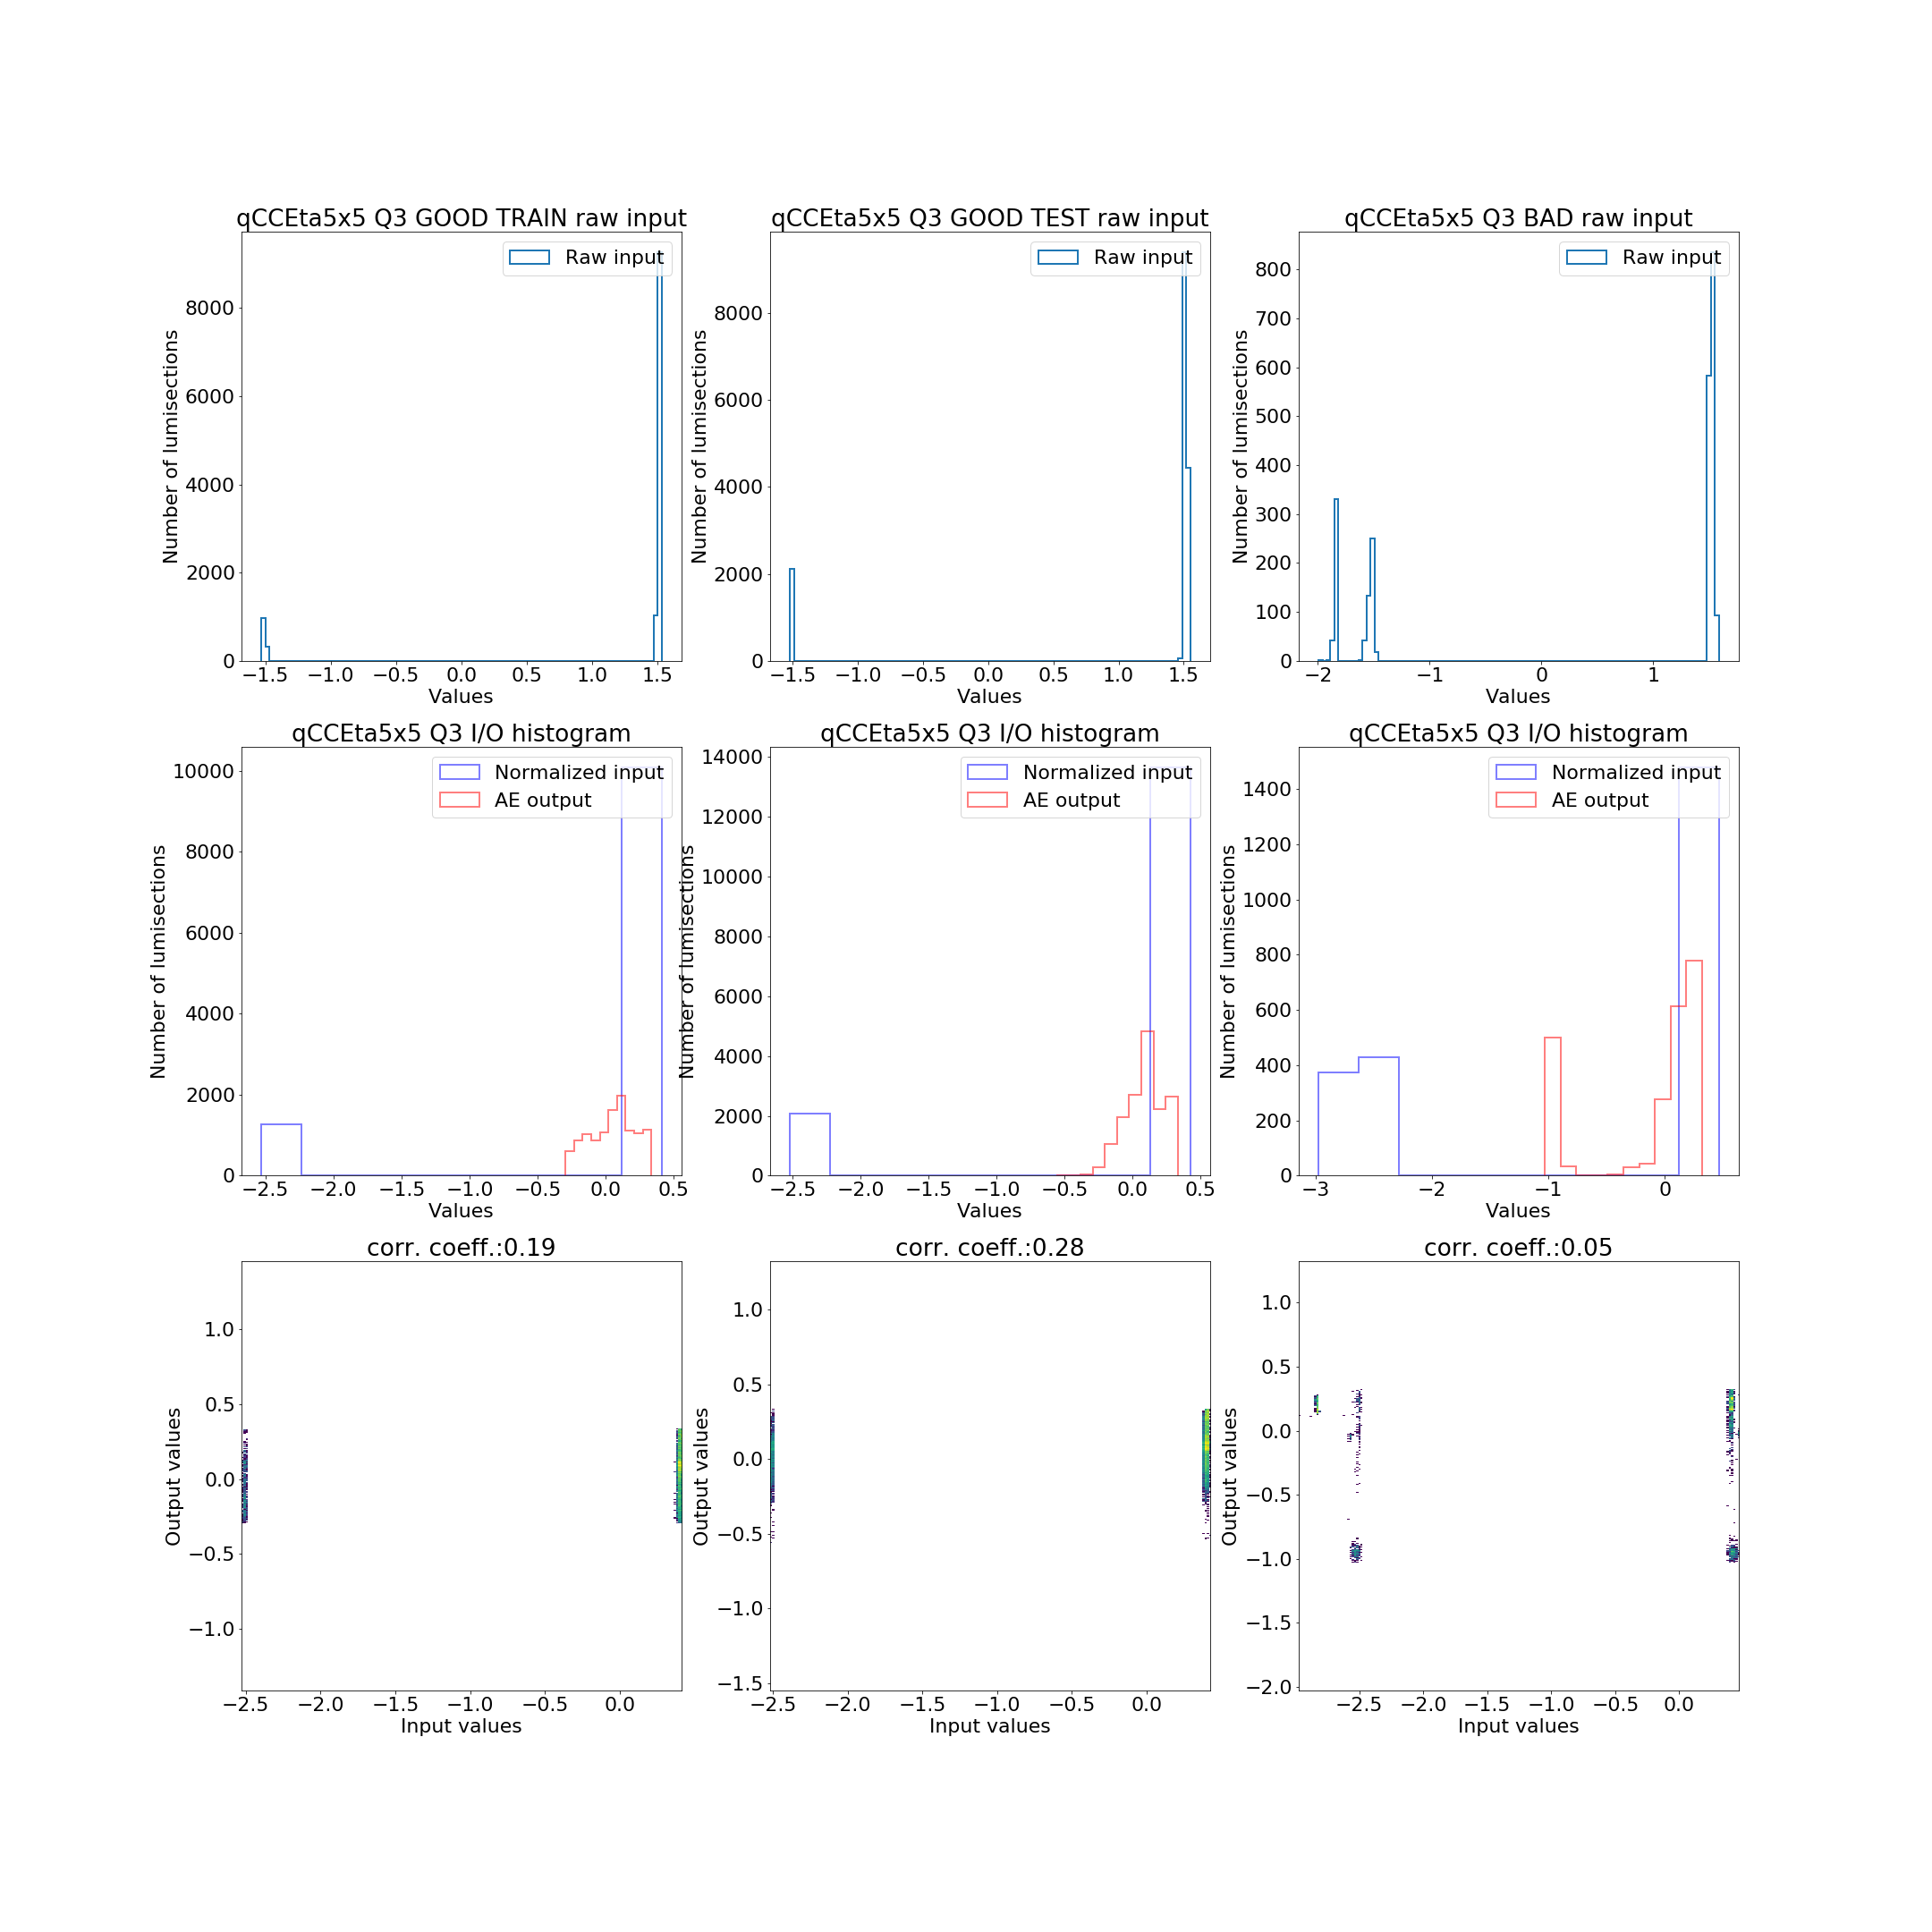 qCCEta5x5 Q3 GOOD TRAIN raw input
qCCEta5x5 Q3 GOOD TEST raw input
qCCEta5x5 Q3 BAD raw input
Raw input
Raw input
Raw input
Number of lumisections
8000
6000
4000
2000
0
−1.5 −1.0 −0.5 0.0 0.5 1.0 1.5
Values
Number of lumisections
8000
6000
4000
2000
0
−1.5 −1.0 −0.5 0.0 0.5 1.0 1.5
Values
Number of lumisections
800
700
600
500
400
300
200
100
0
−2 −1 0 1
Values
qCCEta5x5 Q3 I/O histogram
qCCEta5x5 Q3 I/O histogram
qCCEta5x5 Q3 I/O histogram
Normalized input
AE output
Normalized input
AE output
Normalized input
AE output
Number of lumisections
10000
8000
6000
4000
2000
0
−2.5 −2.0 −1.5 −1.0 −0.5 0.0 0.5
Values
Number of lumisections
14000
12000
10000
8000
6000
4000
2000
0
−2.5 −2.0 −1.5 −1.0 −0.5 0.0 0.5
Values
Number of lumisections
1400
1200
1000
800
600
400
200
0
−3 −2 −1 0
Values
corr. coeff.:0.19
corr. coeff.:0.28
corr. coeff.:0.05
Output values
1.0
0.5
0.0
−0.5
−1.0
−2.5 −2.0 −1.5 −1.0 −0.5 0.0
Input values
Output values
1.0
0.5
0.0
−0.5
−1.0
−1.5
−2.5 −2.0 −1.5 −1.0 −0.5 0.0
Input values
Output values
1.0
0.5
0.0
−0.5
−1.0
−1.5
−2.0
−2.5 −2.0 −1.5 −1.0 −0.5 0.0
Input values